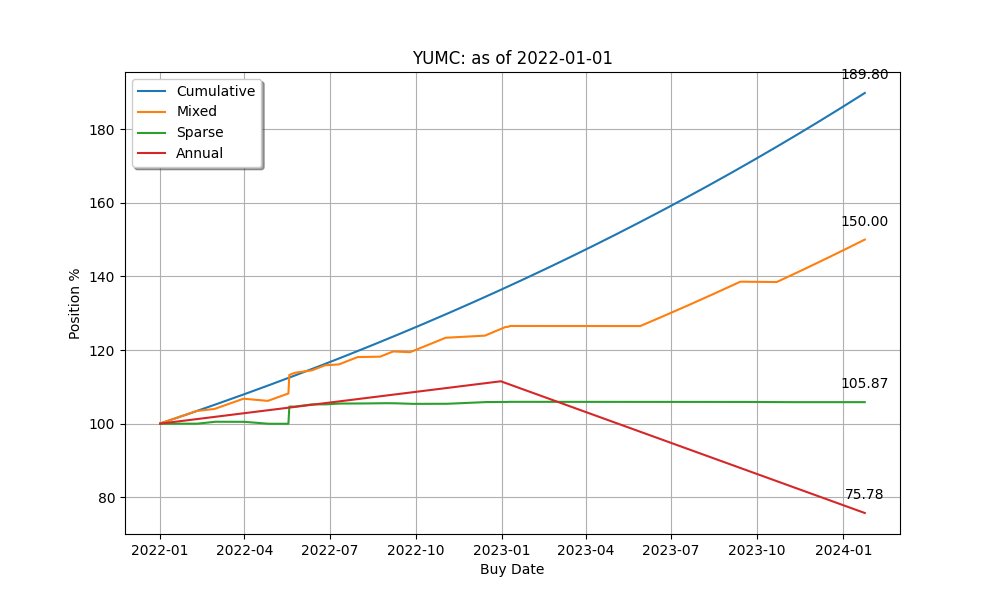 YUMC: as of 2022-01-01
Cumulative
Mixed
Sparse
Annual
189.80
150.00
105.87
75.78
Position %
180
160
140
120
100
80
2022-01 2022-04 2022-07 2022-10 2023-01 2023-04 2023-07 2023-10 2024-01
Buy Date